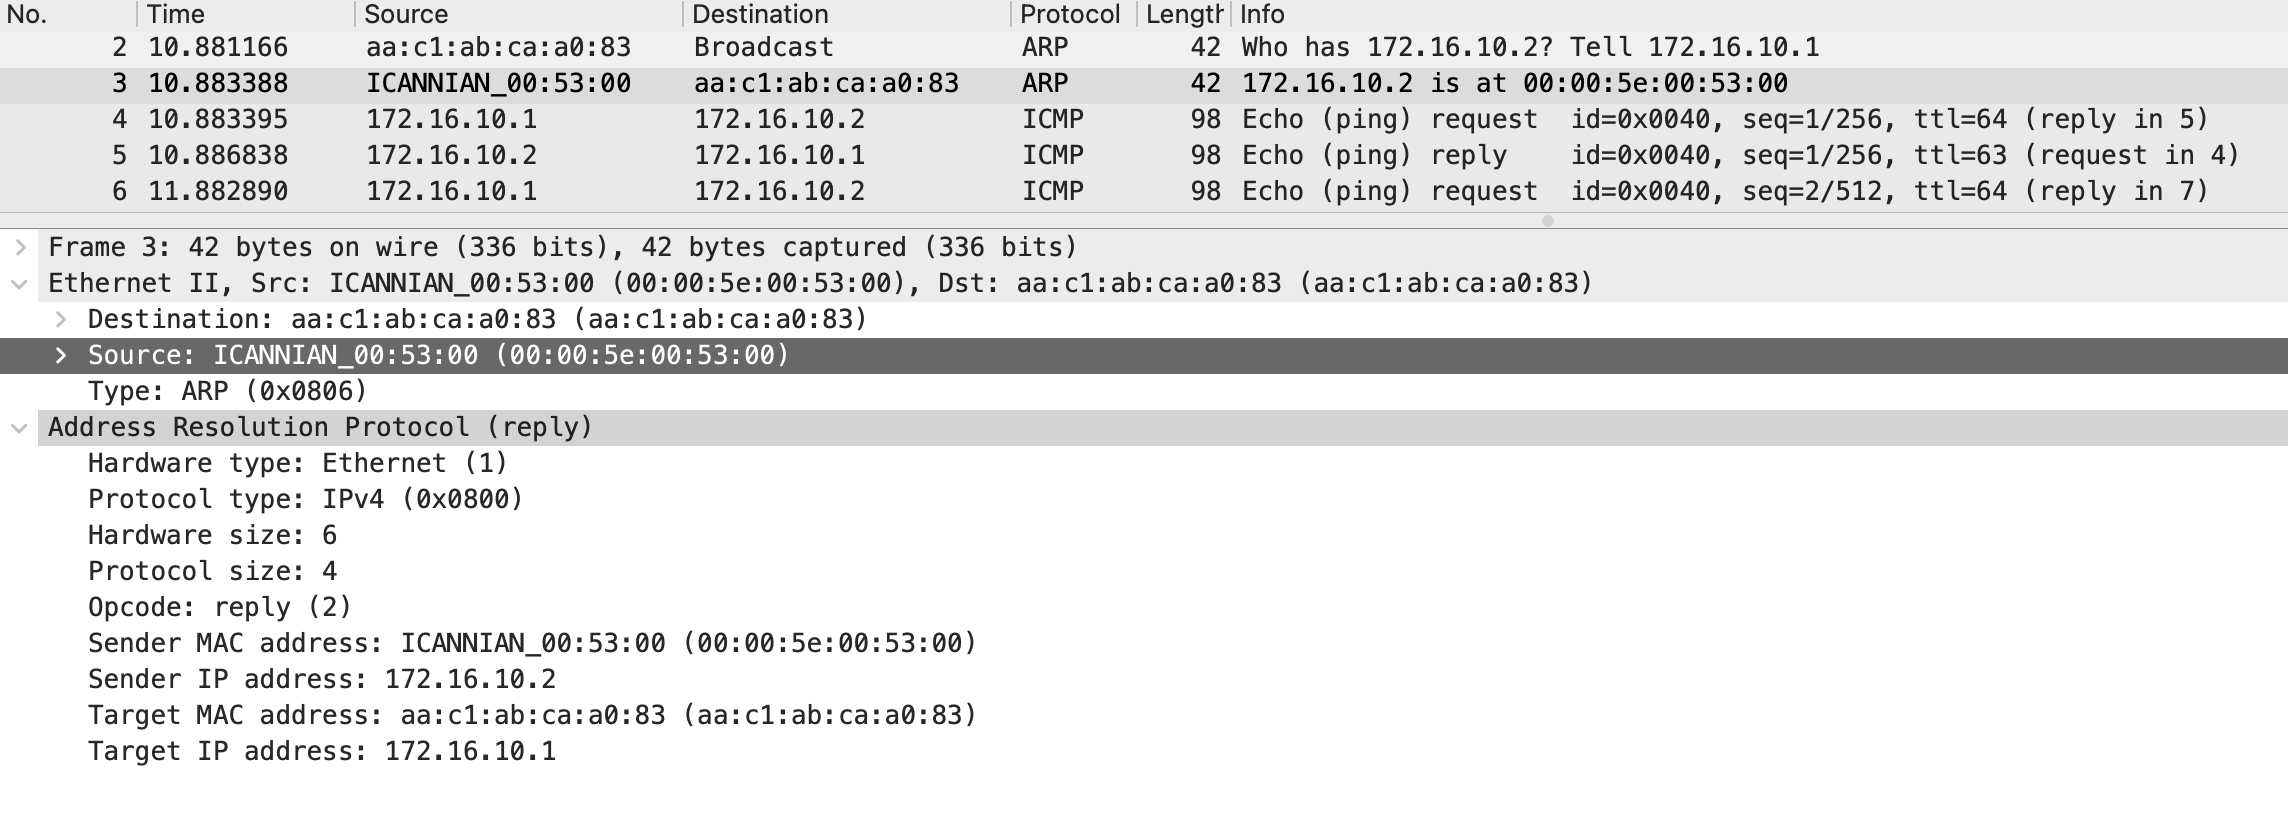 No. Time Source Destination Protocol Length Info
2 10.881166 aa:c1:ab:ca:a0:83 Broadcast ARP 42 Who has 172.16.10.2? Tell 172.16.10.1
3 10.883388 ICANNIAN_00:53:00 aa:c1:ab:ca:a0:83 ARP 42 172.16.10.2 is at 00:00:5e:00:53:00
4 10.883395 172.16.10.1 172.16.10.2 ICMP 98 Echo (ping) request id=0x0040, seq=1/256, ttl=64 (reply in 5)
5 10.886838 172.16.10.2 172.16.10.1 ICMP 98 Echo (ping) reply id=0x0040, seq=1/256, ttl=63 (request in 4)
6 11.882890 172.16.10.1 172.16.10.2 ICMP 98 Echo (ping) request id=0x0040, seq=2/512, ttl=64 (reply in 7)
Frame 3: 42 bytes on wire (336 bits), 42 bytes captured (336 bits)
Ethernet II, Src: ICANNIAN_00:53:00 (00:00:5e:00:53:00), Dst: aa:c1:ab:ca:a0:83 (aa:c1:ab:ca:a0:83)
Destination: aa:c1:ab:ca:a0:83 (aa:c1:ab:ca:a0:83)
Source: ICANNIAN_00:53:00 (00:00:5e:00:53:00)
Type: ARP (0x0806)
Address Resolution Protocol (reply)
Hardware type: Ethernet (1)
Protocol type: IPv4 (0x0800)
Hardware size: 6
Protocol size: 4
Opcode: reply (2)
Sender MAC address: ICANNIAN_00:53:00 (00:00:5e:00:53:00)
Sender IP address: 172.16.10.2
Target MAC address: aa:c1:ab:ca:a0:83 (aa:c1:ab:ca:a0:83)
Target IP address: 172.16.10.1